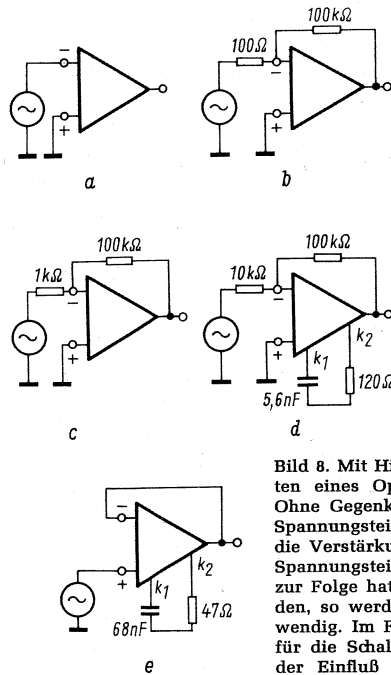 100kΩ
100Ω
−
−
+
+
a
b
100kΩ
100kΩ
1kΩ
10kΩ
−
−
+
+
k1
k2
120Ω
5,6nF
c
d
−
+
k1
k2
47Ω
68nF
e
Bild 8. Mit Hi
ten eines Op
Ohne Gegenk
Spannungsteil
die Verstärku
Spannungsteil
zur Folge hat
den, so werd
wendig. Im F
für die Schal
der Einfluß